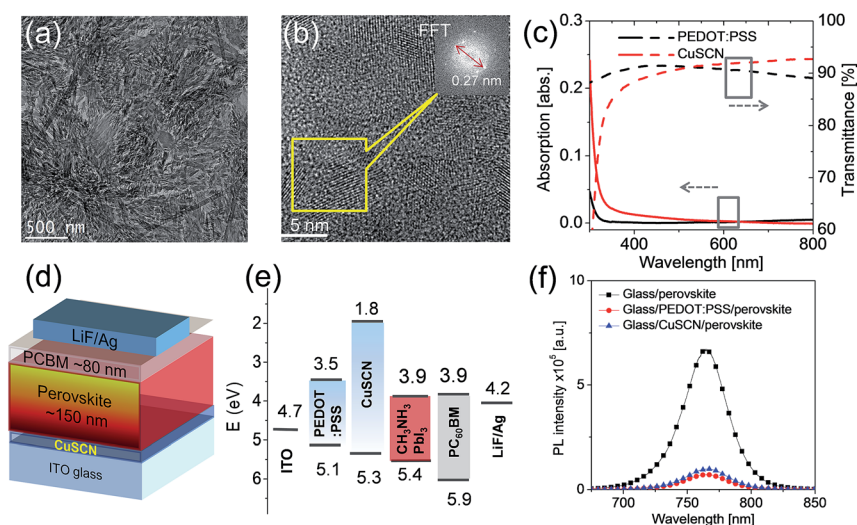 (a)
500 nm
(b)
FFT
0.27 nm
5 nm
(c)
PEDOT:PSS
CuSCN
Absorption [abs.]
0.3
0.2
0.1
0.0
Transmittance [%]
100
90
80
70
60
400
600
800
Wavelength [nm]
(d)
LiF/Ag
PCBM ~80 nm
Perovskite
~150 nm
CuSCN
ITO glass
(e)
E (eV)
2
3
4
5
6
4.7
ITO
3.5
PEDOT
:PSS
5.1
1.8
CuSCN
5.3
3.9
CH3NH3
PbI3
5.4
3.9
PC60BM
5.9
4.2
LiF/Ag
(f)
Glass/perovskite
Glass/PEDOT:PSS/perovskite
Glass/CuSCN/perovskite
PL intensity x10⁵ [a.u.]
10
5
0
700
750
800
850
Wavelength [nm]